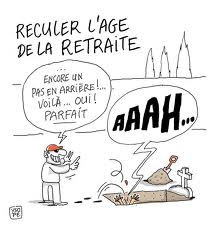 RECULER L'AGE
DE LA RETRAITE
... ENCORE UN
PAS EN ARRIÈRE !...
VOILÀ... OUI !
PARFAIT
AAAH...